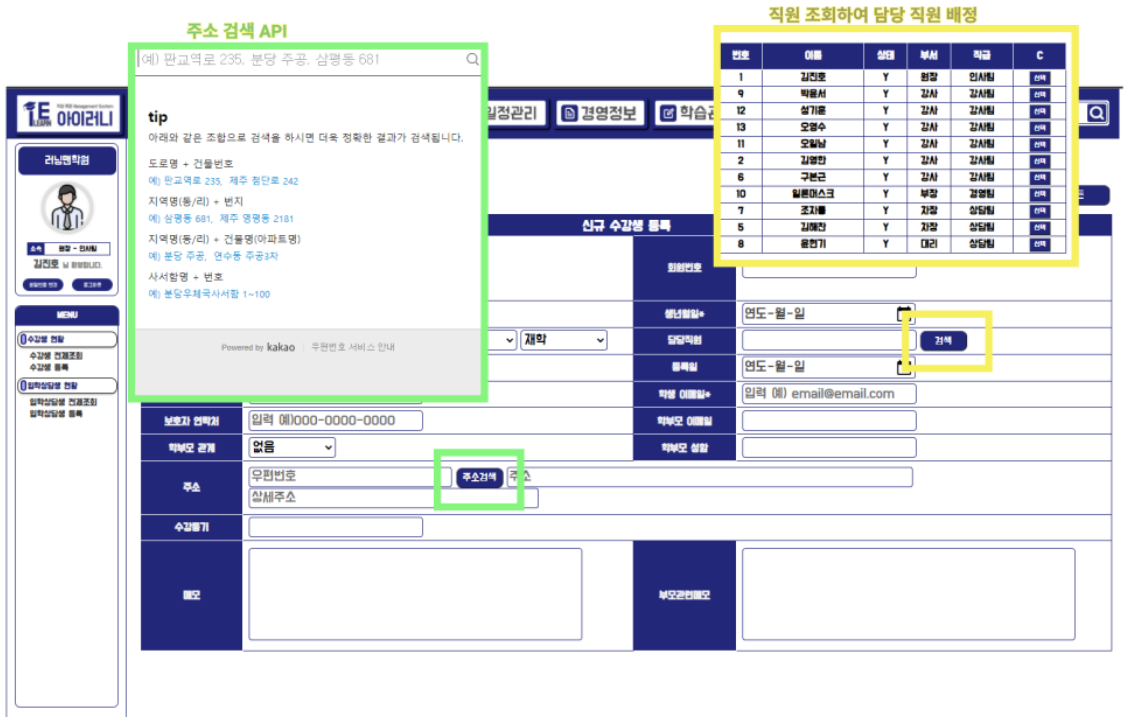 직원 조회하여 담당 직원 배정
주소 검색 API
예) 판교역로 235, 분당 주공, 삼평동 681
번호 이름 상태 부서 직급 C
1 김진호 Y 원장 인사팀 선택
9 박윤서 Y 강사 강사팀 선택
12 성기훈 Y 강사 강사팀 선택
13 오영수 Y 강사 강사팀 선택
11 오일남 Y 강사 강사팀 선택
2 김영한 Y 강사 강사팀 선택
6 구본근 Y 강사 강사팀 선택
10 일론머스크 Y 부장 경영팀 선택
7 조자룡 Y 차장 상담팀 선택
5 김해찬 Y 차장 상담팀 선택
8 윤현기 Y 대리 상담팀 선택
1E LEARN 아이러니
일정관리 경영정보 학습관
tip
아래와 같은 조합으로 검색을 하시면 더욱 정확한 결과가 검색됩니다.
도로명 + 건물번호
예) 판교역로 235, 제주 첨단로 242
지역명(동/리) + 번지
예) 삼평동 681, 제주 영평동 2181
지역명(동/리) + 건물명(아파트명)
예) 분당 주공, 연수동 주공3차
사서함명 + 번호
예) 분당우체국사서함 1~100
Powered by kakao | 우편번호 서비스 안내
러닝맨학원
소속 원장 - 인사팀
김진호 님 환영합니다.
로그아웃
MENU
수강생 현황
수강생 전체조회
수강생 등록
입학상담생 현황
입학상담생 전체조회
입학상담생 등록
신규 수강생 등록
회원번호
생년월일* 연도-월-일
재학 담당직원 검색
등록일 연도-월-일
학생 이메일* 입력 예) email@email.com
보호자 연락처 입력 예)000-0000-0000 학부모 이메일
학부모 관계 없음 학부모 성함
주소 우편번호 주소검색 주소
상세주소
수강동기
메모 부모관련메모